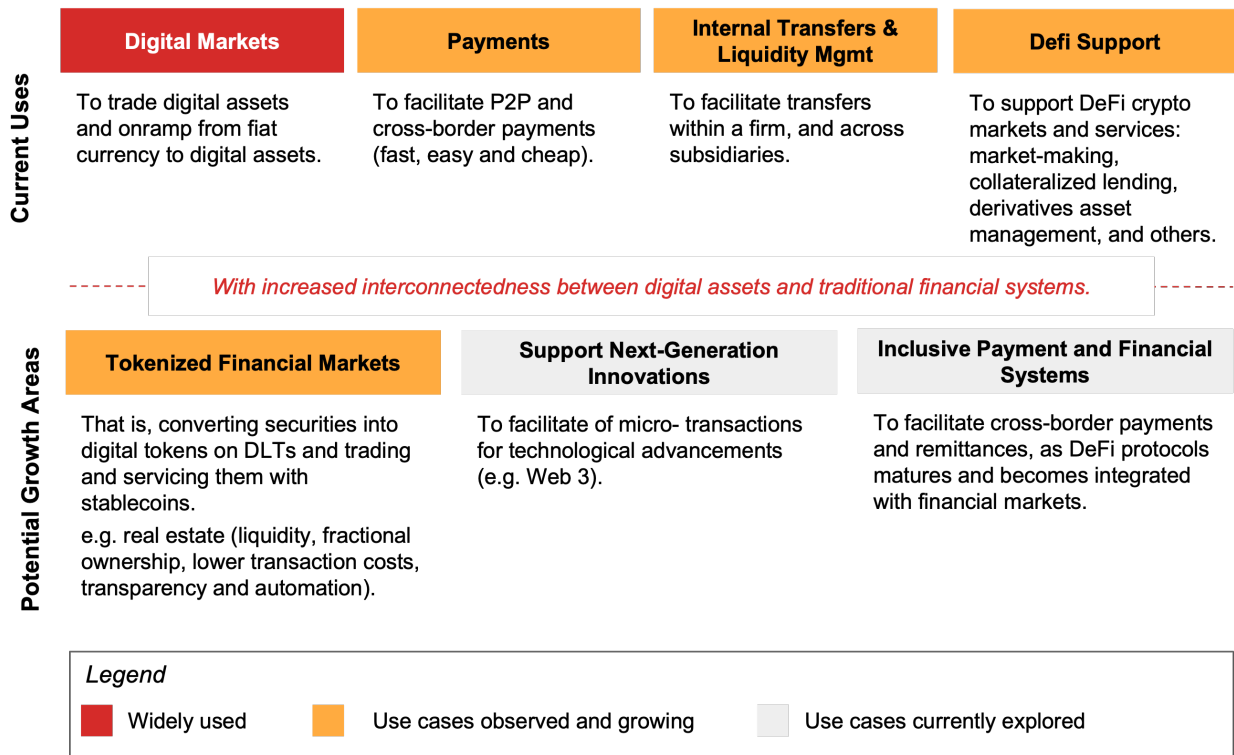 Current Uses
Digital Markets
To trade digital assets
and onramp from fiat
currency to digital assets.
Payments
To facilitate P2P and
cross-border payments
(fast, easy and cheap).
Internal Transfers &
Liquidity Mgmt
To facilitate transfers
within a firm, and across
subsidiaries.
Defi Support
To support DeFi crypto
markets and services:
market-making,
collateralized lending,
derivatives asset
management, and others.
With increased interconnectedness between digital assets and traditional financial systems.
Potential Growth Areas
Tokenized Financial Markets
That is, converting securities into
digital tokens on DLTs and trading
and servicing them with
stablecoins.
e.g. real estate (liquidity, fractional
ownership, lower transaction costs,
transparency and automation).
Support Next-Generation
Innovations
To facilitate of micro- transactions
for technological advancements
(e.g. Web 3).
Inclusive Payment and Financial
Systems
To facilitate cross-border payments
and remittances, as DeFi protocols
matures and becomes integrated
with financial markets.
Legend
Widely used
Use cases observed and growing
Use cases currently explored